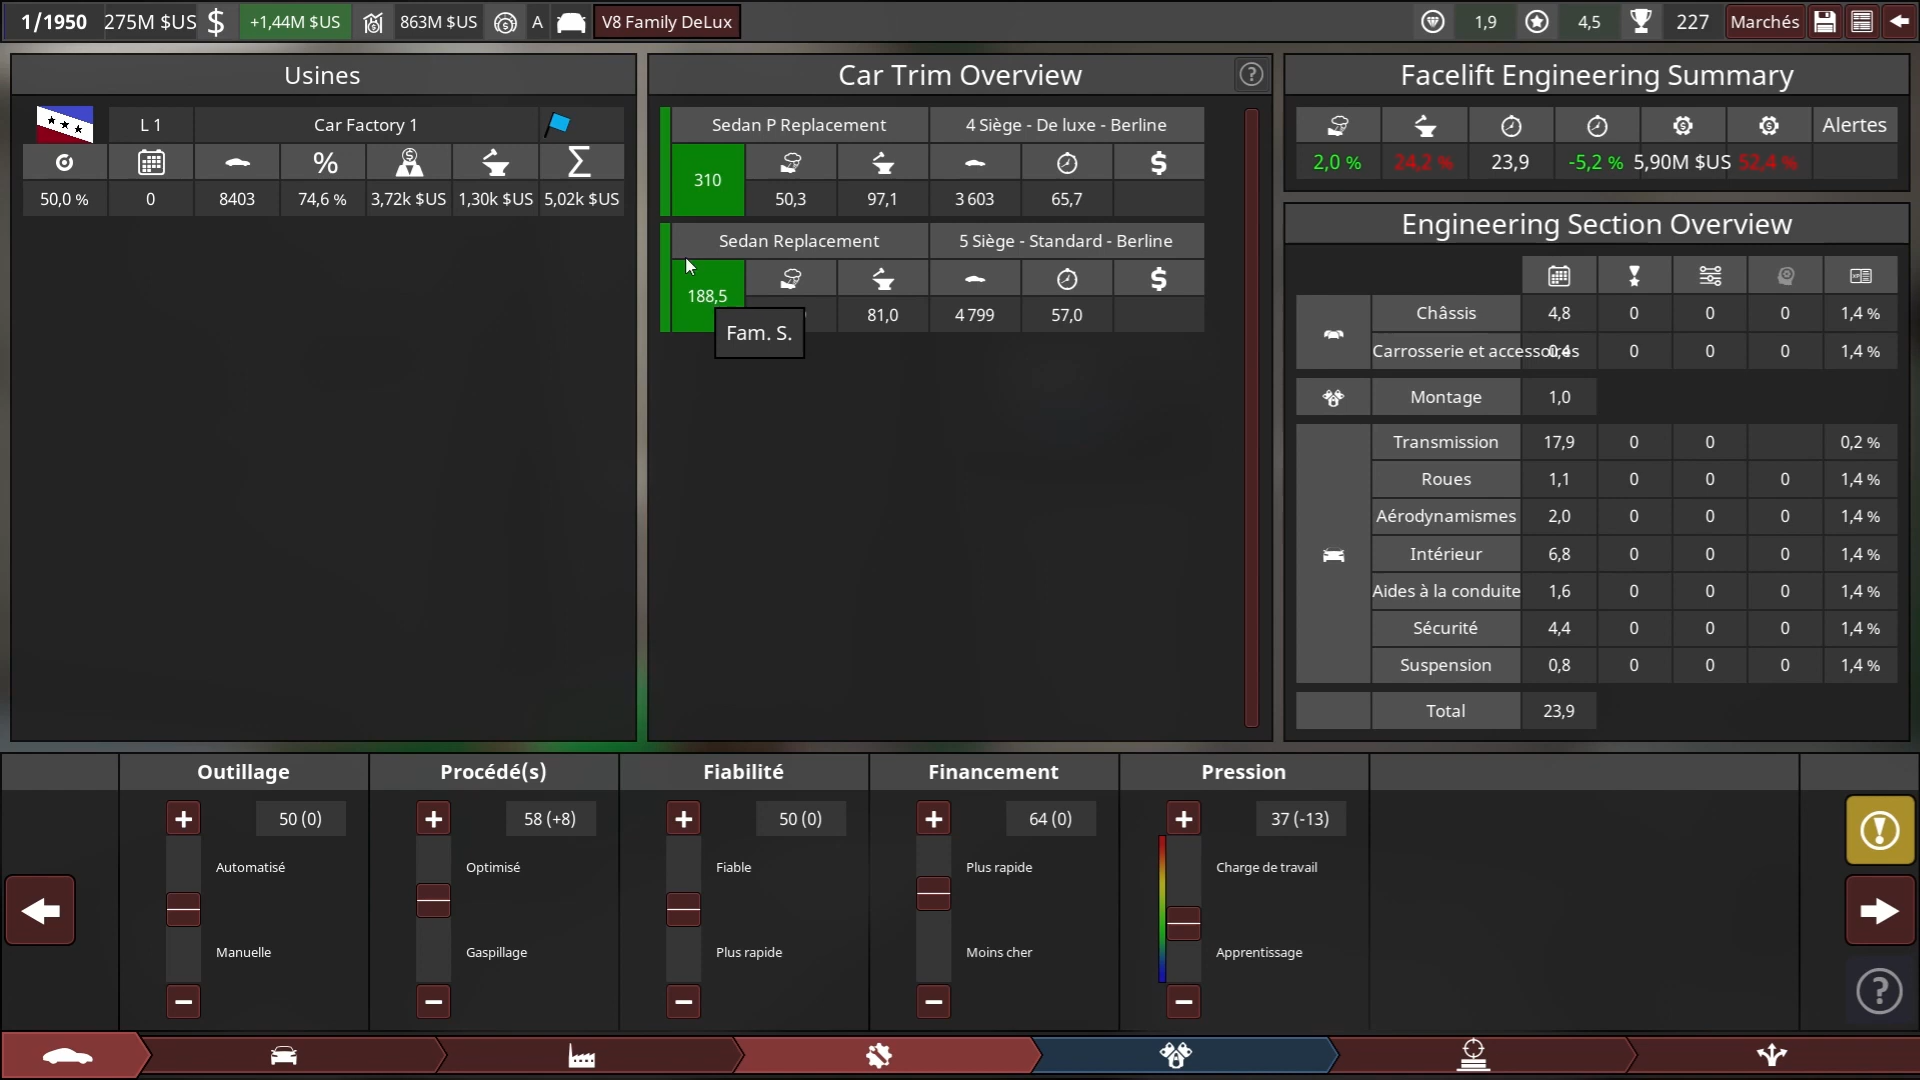 1/1950 275M $US +1,44M $US 863M $US A V8 Family DeLux 1,9 4,5 227 Marchés
Usines
L 1 Car Factory 1
%
Σ
50,0 % 0 8403 74,6 % 3,72k $US 1,30k $US 5,02k $US
Car Trim Overview
?
Sedan P Replacement 4 Siège - De luxe - Berline
310
$
50,3 97,1 3 603 65,7
Sedan Replacement 5 Siège - Standard - Berline
188,5
$
81,0 4 799 57,0
Fam. S.
Facelift Engineering Summary
Alertes
2,0 % 24,2 % 23,9 -5,2 % 5,90M $US 52,4 %
Engineering Section Overview
Châssis 4,8 0 0 0 1,4 %
Carrosserie et accessoires 0,4 0 0 0 1,4 %
Montage 1,0
Transmission 17,9 0 0 0,2 %
Roues 1,1 0 0 0 1,4 %
Aérodynamismes 2,0 0 0 0 1,4 %
Intérieur 6,8 0 0 0 1,4 %
Aides à la conduite 1,6 0 0 0 1,4 %
Sécurité 4,4 0 0 0 1,4 %
Suspension 0,8 0 0 0 1,4 %
Total 23,9
Outillage
50 (0)
Automatisé
Manuelle
Procédé(s)
58 (+8)
Optimisé
Gaspillage
Fiabilité
50 (0)
Fiable
Plus rapide
Financement
64 (0)
Plus rapide
Moins cher
Pression
37 (-13)
Charge de travail
Apprentissage
?